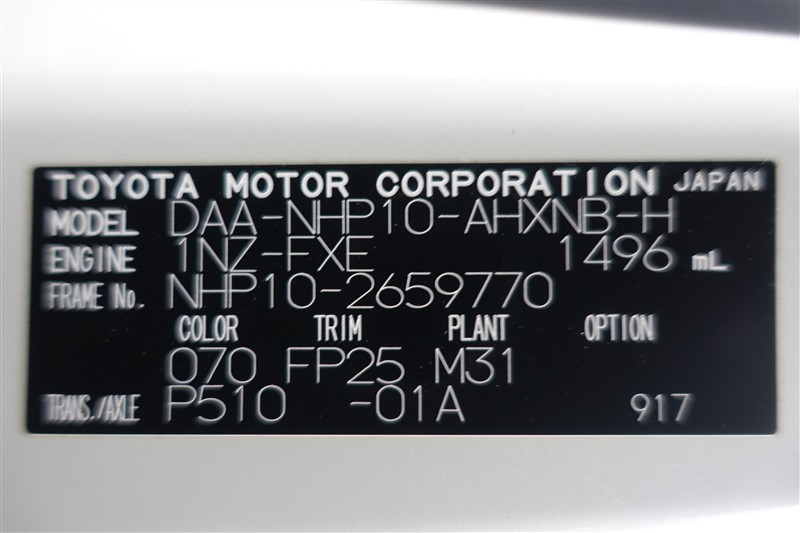 TOYOTA MOTOR CORPORATION JAPAN
MODEL DAA-NHP10-AHXNB-H
ENGINE 1NZ-FXE 1496 mL
FRAME No. NHP10-2659770
COLOR TRIM PLANT OPTION
070 FP25 M31
TRANS./AXLE P510 -01A 917